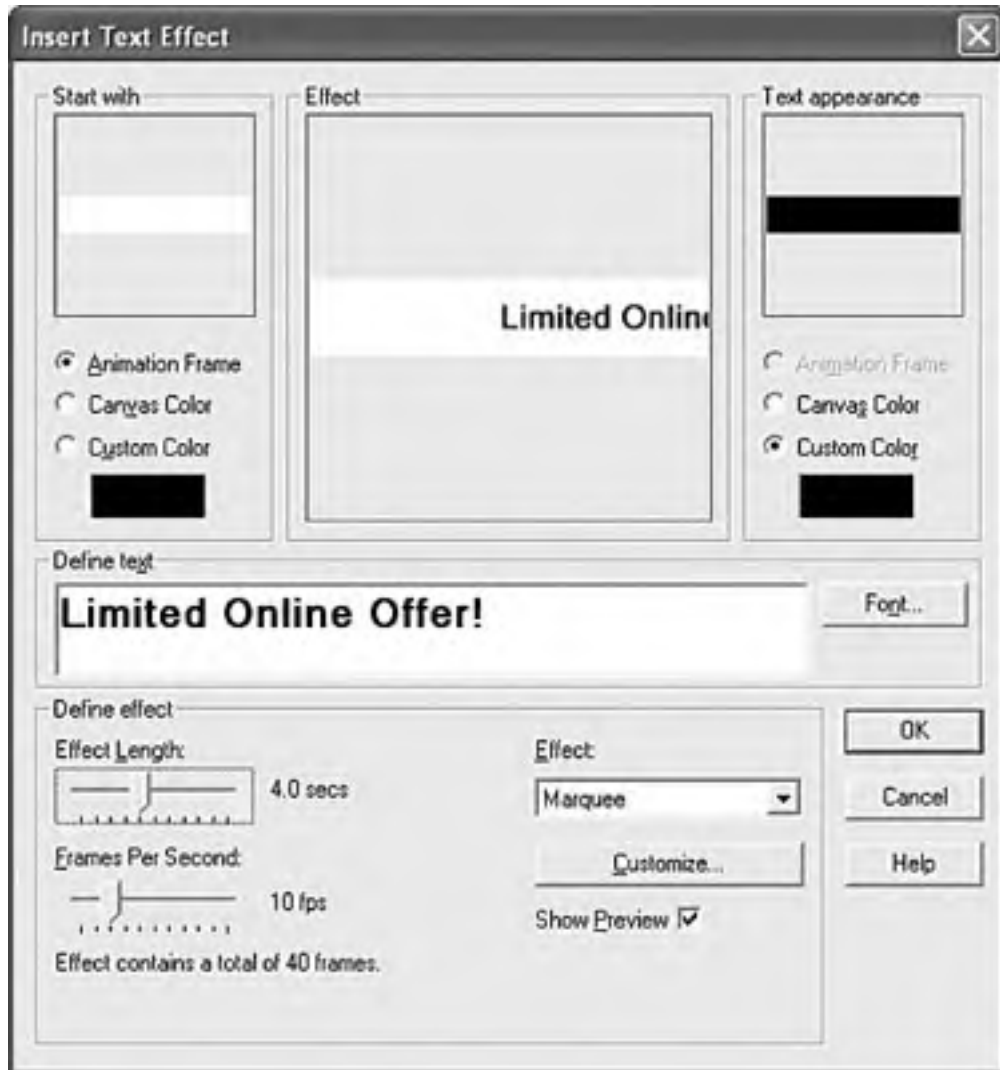 Insert Text Effect
Start with
Effect
Text appearance
Limited Onlin
Animation Frame
Canvas Color
Custom Color
Animation Frame
Canvas Color
Custom Color
Define text
Limited Online Offer!
Font...
Define effect
Effect Length:
4.0 secs
Effect:
Marquee
Frames Per Second:
10 fps
Customize...
Show Preview
Effect contains a total of 40 frames.
OK
Cancel
Help